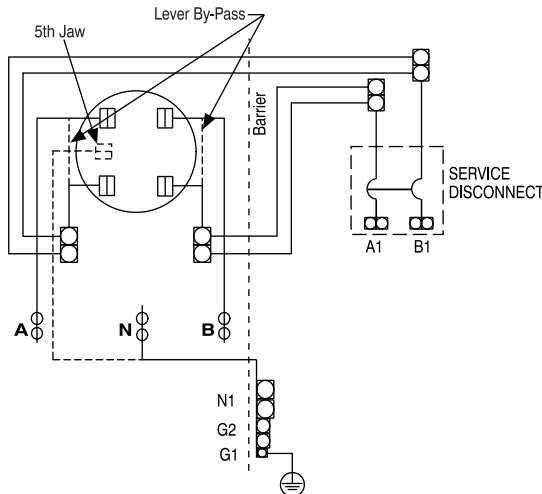 Lever By-Pass
5th Jaw
Barrier
SERVICE
DISCONNECT
A1 B1
A N B
N1
G2
G1